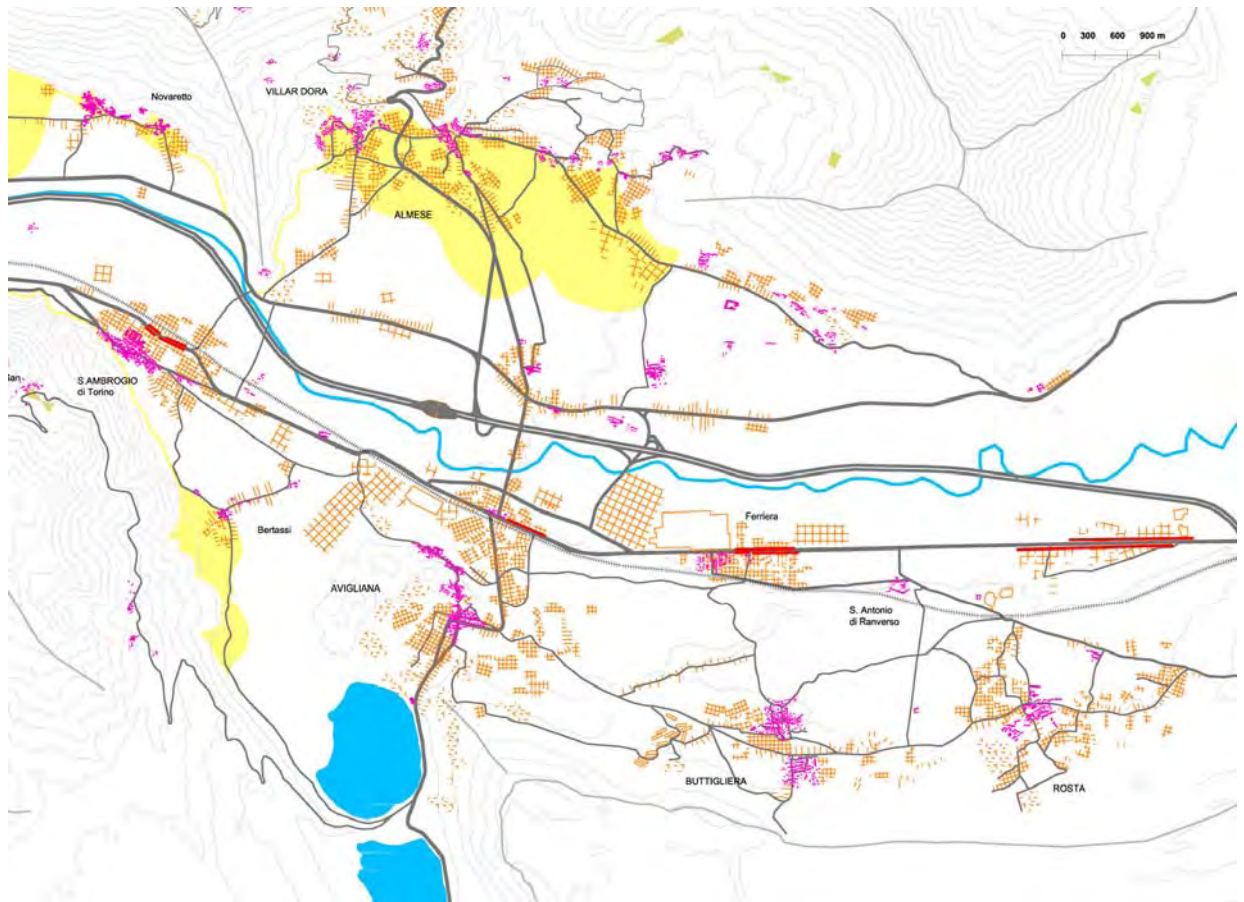 0 300 600 900 m
Novaretto
VILLAR DORA
ALMESE
S.AMBROGIO
di Torino
Ferriera
Bertassi
AVIGLIANA
S. Antonio
di Ranverso
BUTTIGLIERA
ROSTA